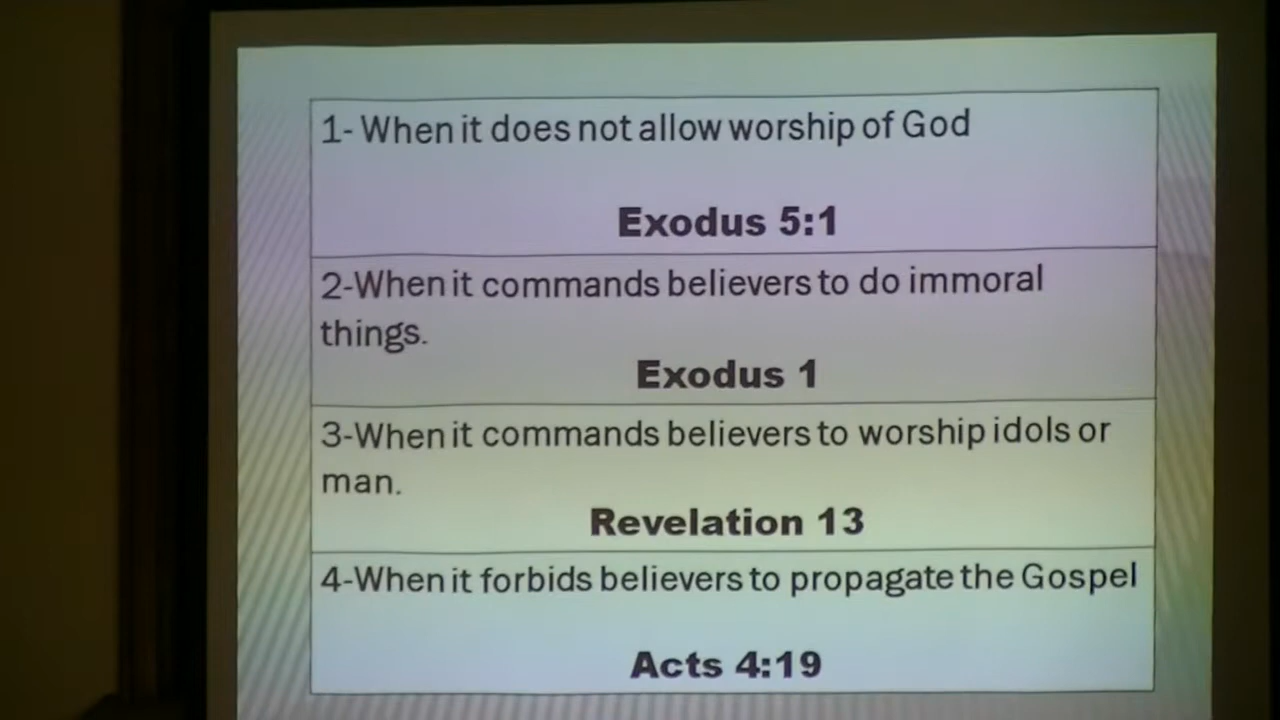 1- When it does not allow worship of God
Exodus 5:1
2-When it commands believers to do immoral
things.
Exodus 1
3-When it commands believers to worship idols or
man.
Revelation 13
4-When it forbids believers to propagate the Gospel
Acts 4:19